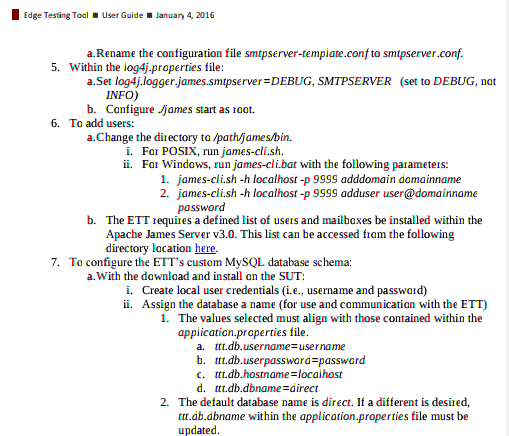 Edge Testing Tool ■ User Guide ■ January 4, 2016
a.Rename the configuration file smtpserver-template.conf to smtpserver.conf.
5. Within the log4j.properties file:
a.Set log4j.logger.james.smtpserver=DEBUG, SMTPSERVER (set to DEBUG, not
INFO)
b. Configure ./james start as root.
6. To add users:
a.Change the directory to /path/james/bin.
i. For POSIX, run james-cli.sh.
ii. For Windows, run james-cli.bat with the following parameters:
1. james-cli.sh -h localhost -p 9999 adddomain domainname
2. james-cli.sh -h localhost -p 9999 adduser user@domainname
password
b. The ETT requires a defined list of users and mailboxes be installed within the
Apache James Server v3.0. This list can be accessed from the following
directory location here.
7. To configure the ETT's custom MySQL database schema:
a.With the download and install on the SUT:
i. Create local user credentials (i.e., username and password)
ii. Assign the database a name (for use and communication with the ETT)
1. The values selected must align with those contained within the
application.properties file.
a. ttt.db.username=username
b. ttt.db.userpassword=password
c. ttt.db.hostname=localhost
d. ttt.db.dbname=direct
2. The default database name is direct. If a different is desired,
ttt.db.dbname within the application.properties file must be
updated.